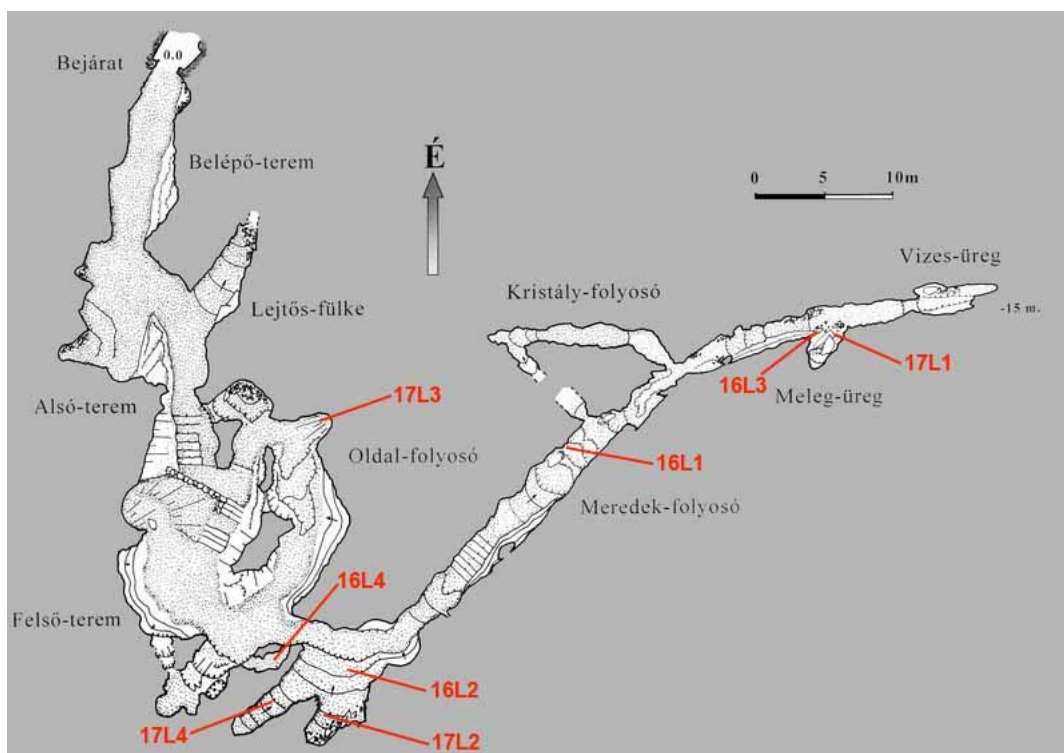 Bejárat
0.0
Belépő-terem
É
0 5 10m
Vizes-üreg
Kristály-folyosó
-15 m.
Lejtős-fülke
16L3
17L1
Meleg-üreg
Alsó-terem
17L3
Oldal-folyosó
16L1
Meredek-folyosó
16L4
Felső-terem
16L2
17L4
17L2